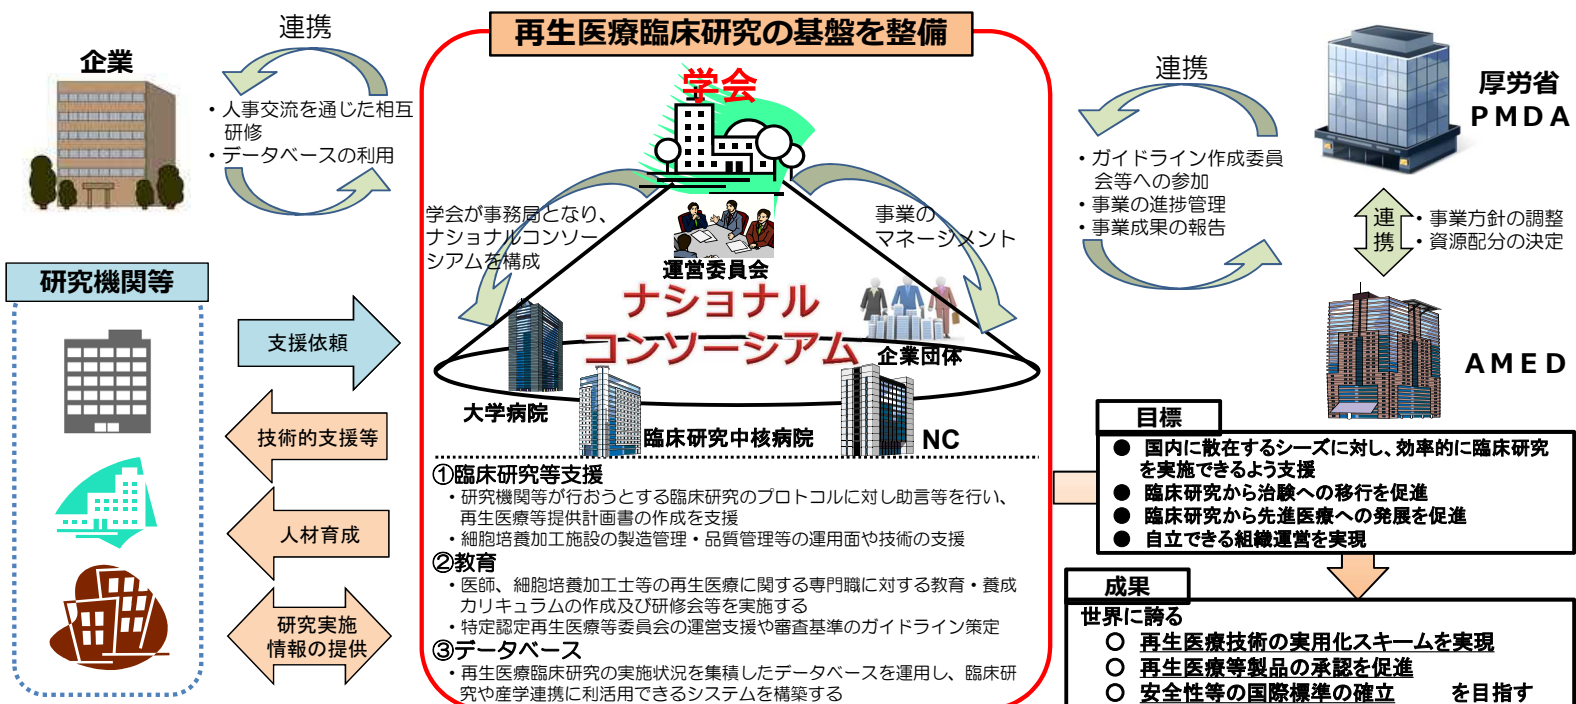 再生医療臨床研究の基盤を整備
企業
連携
・人事交流を通じた相互
研修
・データベースの利用
研究機関等
支援依頼
技術的支援等
人材育成
研究実施
情報の提供
学会
学会が事務局となり、
ナショナルコンソー
シアムを構成
事業の
マネージメント
運営委員会
ナショナル
コンソーシアム
企業団体
大学病院
臨床研究中核病院
NC
①臨床研究等支援
・研究機関等が行おうとする臨床研究のプロトコルに対し助言等を行い、
再生医療等提供計画書の作成を支援
・細胞培養加工施設の製造管理・品質管理等の運用面や技術の支援
②教育
・医師、細胞培養加工士等の再生医療に関する専門職に対する教育・養成
カリキュラムの作成及び研修会等を実施する
・特定認定再生医療等委員会の運営支援や審査基準のガイドライン策定
③データベース
・再生医療臨床研究の実施状況を集積したデータベースを運用し、臨床研
究や産学連携に利活用できるシステムを構築する
連携
・ガイドライン作成委員
会等への参加
・事業の進捗管理
・事業成果の報告
厚労省
PMDA
連携
・事業方針の調整
・資源配分の決定
AMED
目標
● 国内に散在するシーズに対し、効率的に臨床研究
を実施できるよう支援
● 臨床研究から治験への移行を促進
● 臨床研究から先進医療への発展を促進
● 自立できる組織運営を実現
成果
世界に誇る
○ 再生医療技術の実用化スキームを実現
○ 再生医療等製品の承認を促進
○ 安全性等の国際標準の確立 を目指す